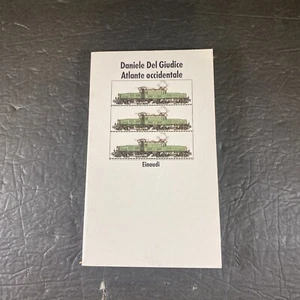 Daniele Del Giudice
Atlante occidentale
Einaudi